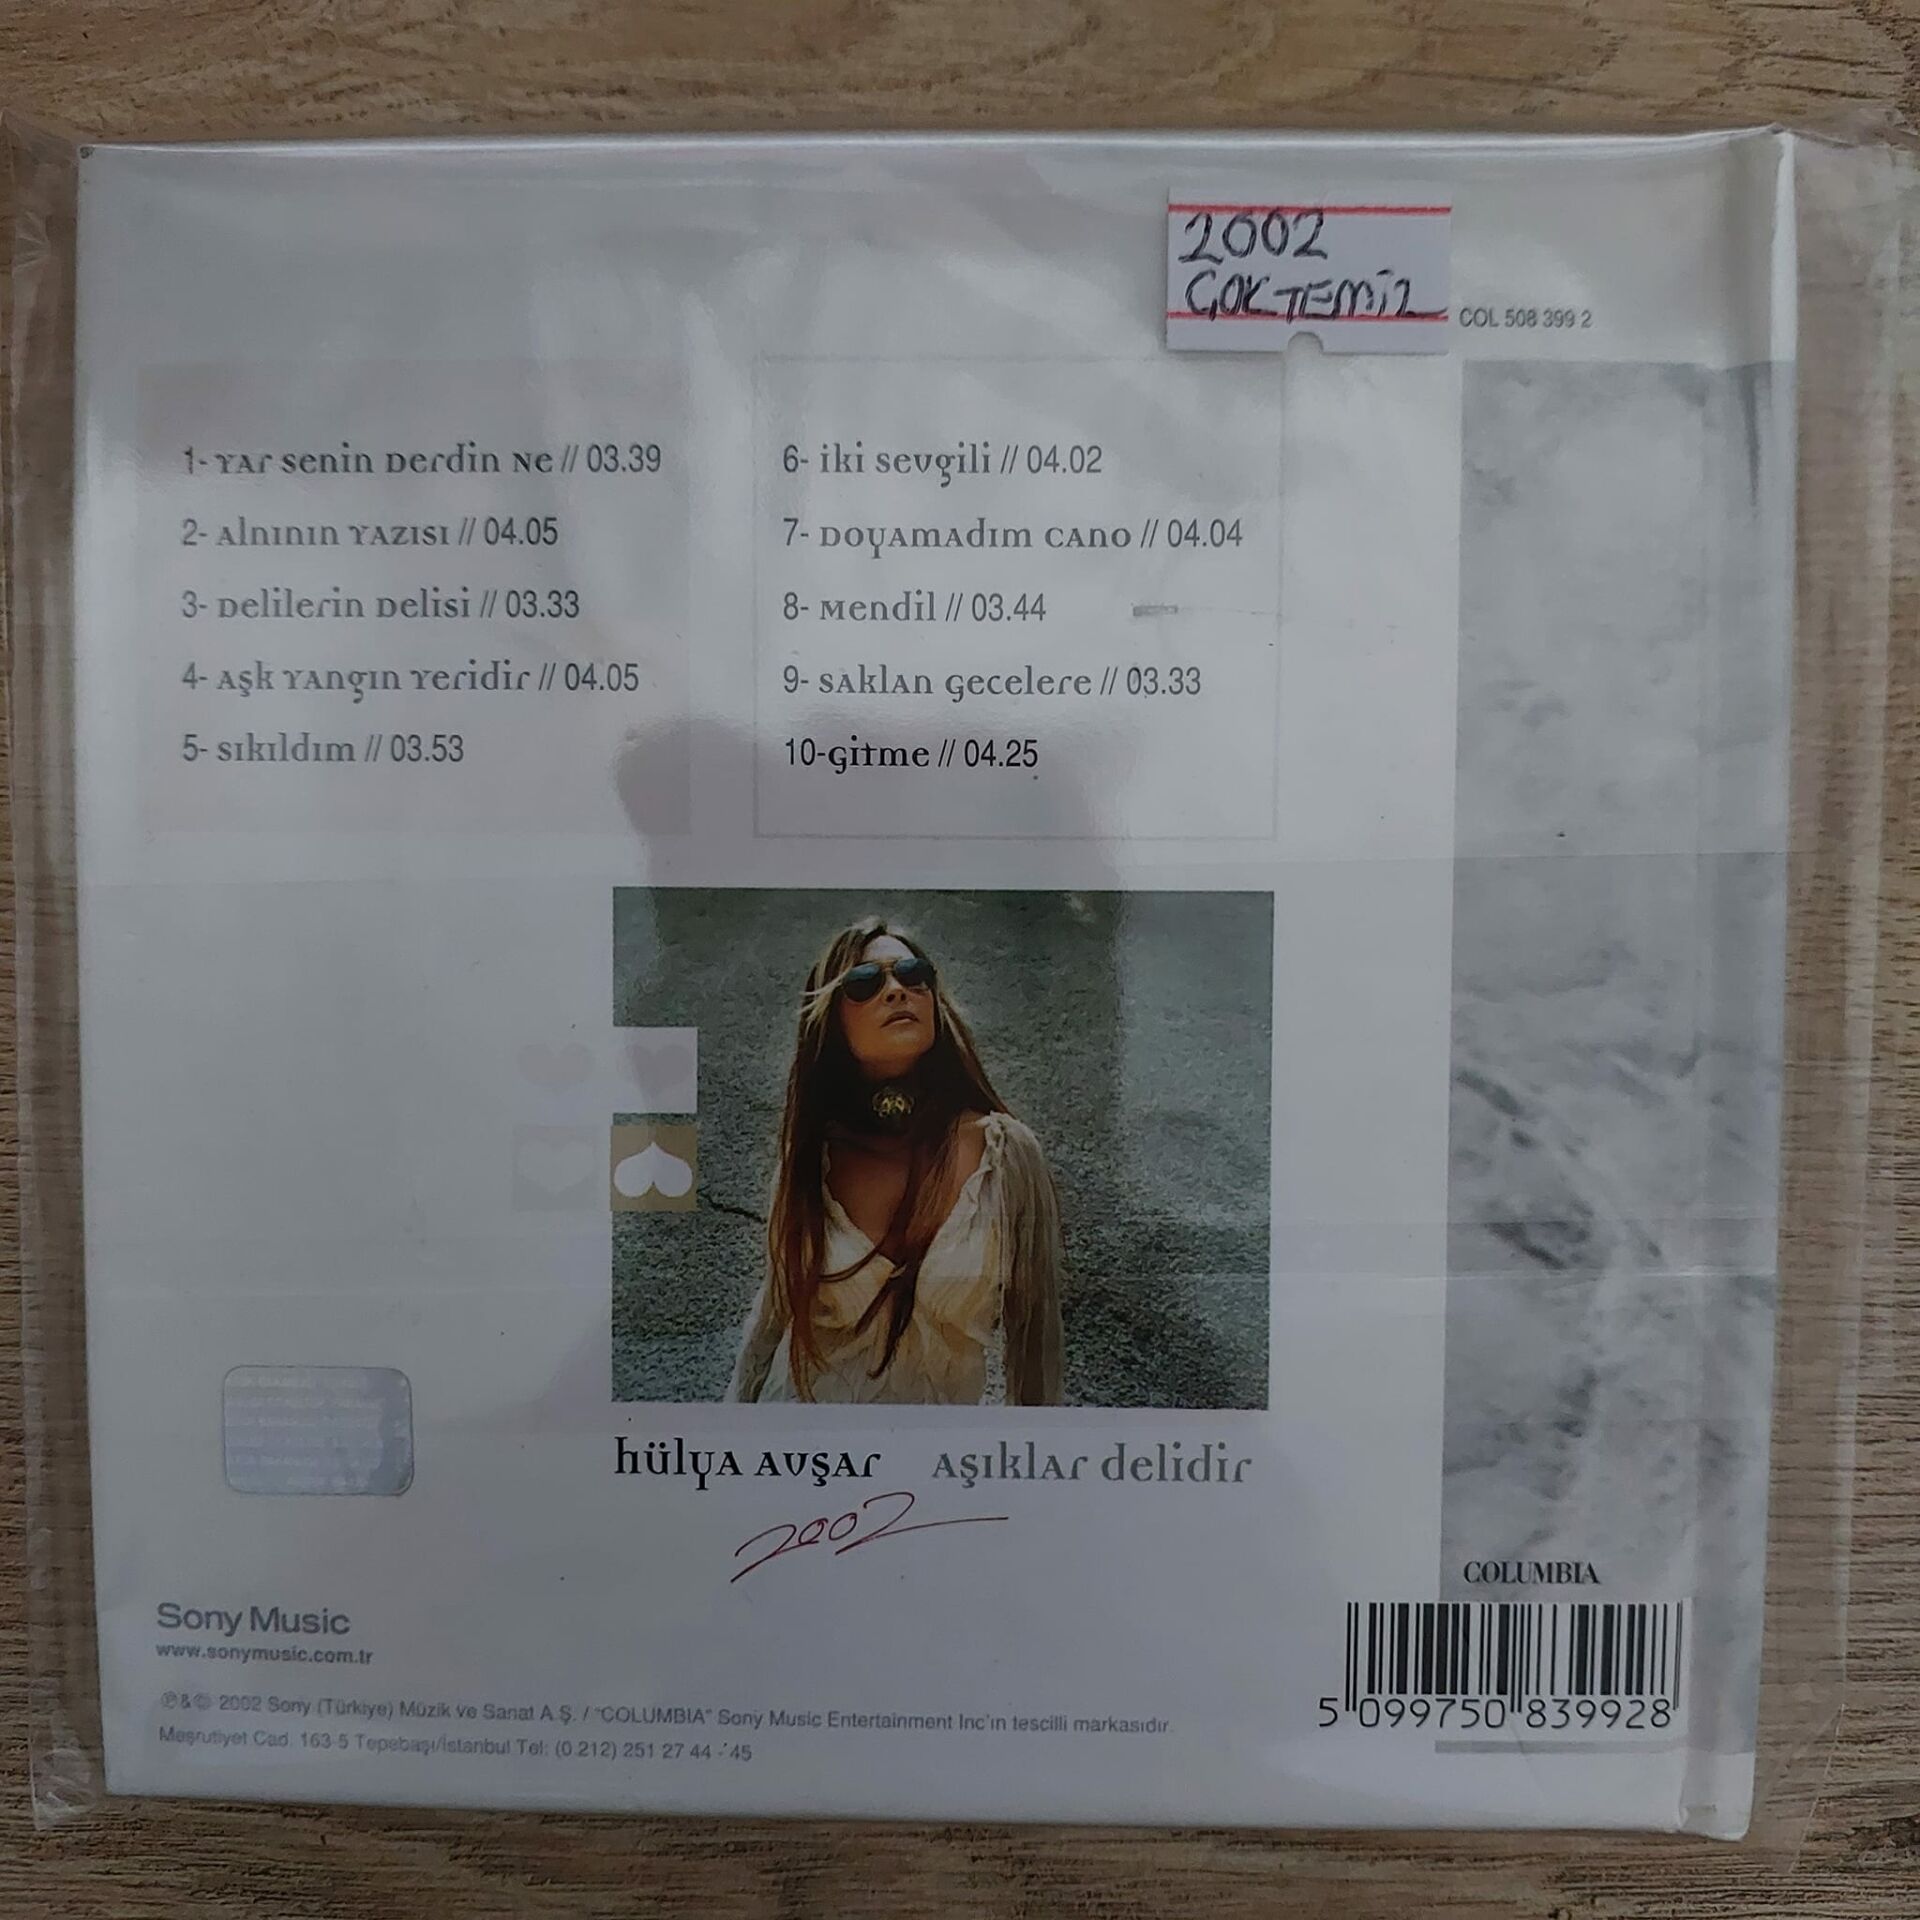 2002
ÇOK TEMİZ
COL 508 399 2
1- Yar Senin Derdin Ne // 03.39
2- Alnının Yazısı // 04.05
3- Delilerin Delisi // 03.33
4- Aşk Yangın Yeridir // 04.05
5- Sıkıldım // 03.53
6- İki Sevgili // 04.02
7- Doyamadım Cano // 04.04
8- Mendil // 03.44
9- Saklan Gecelere // 03.33
10-Gitme // 04.25
hülya avşar aşıklar delidir
2002
COLUMBIA
Sony Music
www.sonymusic.com.tr
℗&© 2002 Sony (Türkiye) Müzik ve Sanat A.Ş. / "COLUMBIA" Sony Music Entertainment Inc'ın tescilli markasıdır.
Meşrutiyet Cad. 163-5 Tepebaşı/İstanbul Tel: (0.212) 251 27 44 - 45
5 099750 839928